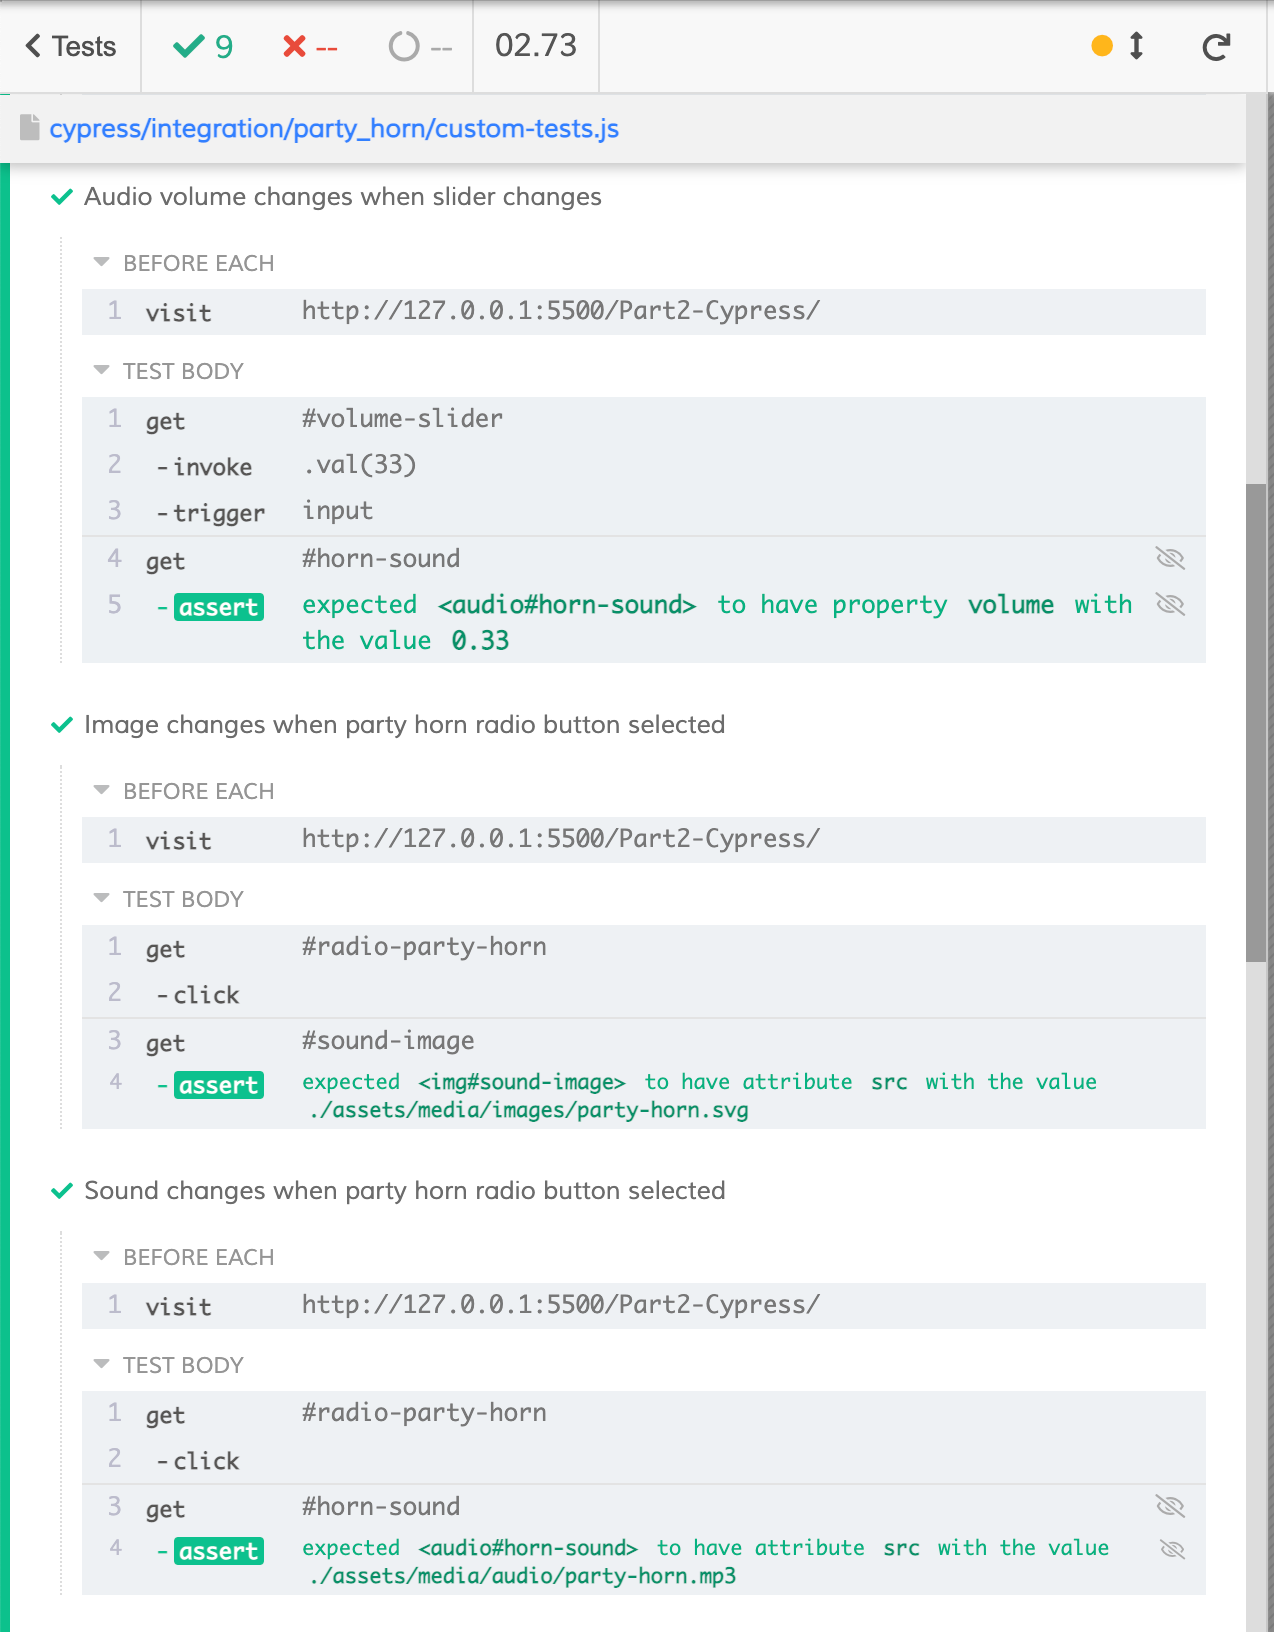 Tests 9 -- -- 02.73
cypress/integration/party_horn/custom-tests.js
Audio volume changes when slider changes
BEFORE EACH
1 visit http://127.0.0.1:5500/Part2-Cypress/
TEST BODY
1 get #volume-slider
2 -invoke .val(33)
3 -trigger input
4 get #horn-sound
5 -assert expected <audio#horn-sound> to have property volume with
the value 0.33
Image changes when party horn radio button selected
BEFORE EACH
1 visit http://127.0.0.1:5500/Part2-Cypress/
TEST BODY
1 get #radio-party-horn
2 -click
3 get #sound-image
4 -assert expected <img#sound-image> to have attribute src with the value
./assets/media/images/party-horn.svg
Sound changes when party horn radio button selected
BEFORE EACH
1 visit http://127.0.0.1:5500/Part2-Cypress/
TEST BODY
1 get #radio-party-horn
2 -click
3 get #horn-sound
4 -assert expected <audio#horn-sound> to have attribute src with the value
./assets/media/audio/party-horn.mp3